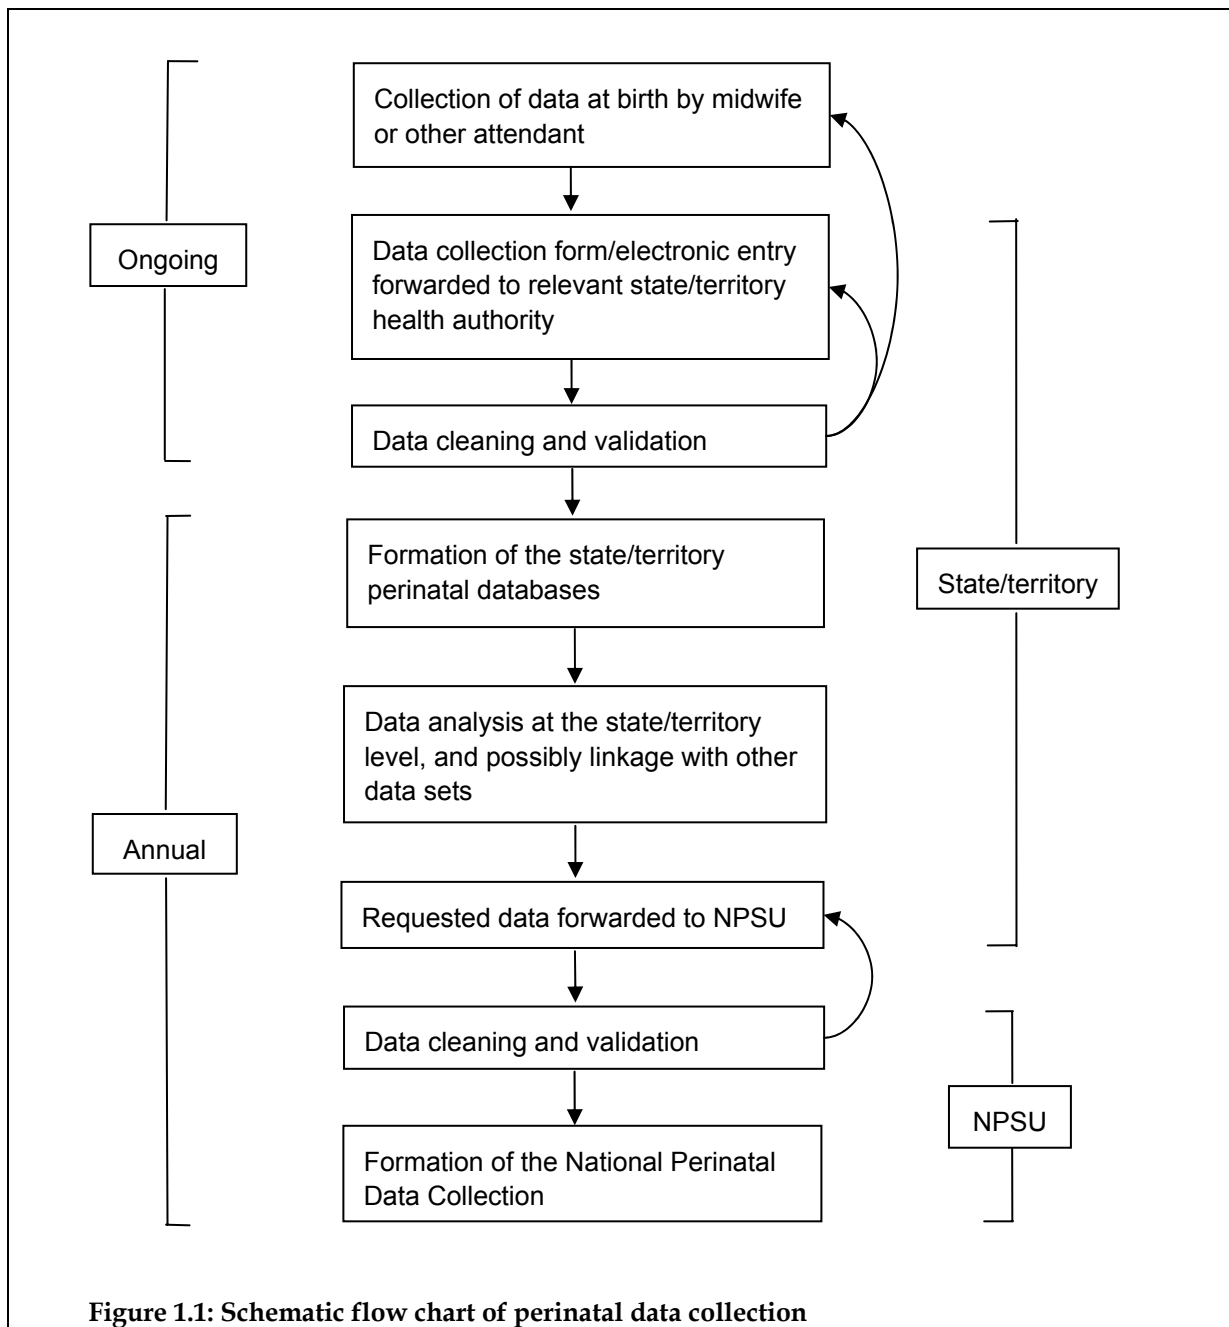 Collection of data at birth by midwife
or other attendant
Ongoing
Data collection form/electronic entry
forwarded to relevant state/territory
health authority
Data cleaning and validation
Formation of the state/territory
perinatal databases
State/territory
Data analysis at the state/territory
level, and possibly linkage with other
data sets
Annual
Requested data forwarded to NPSU
Data cleaning and validation
NPSU
Formation of the National Perinatal
Data Collection
Figure 1.1: Schematic flow chart of perinatal data collection